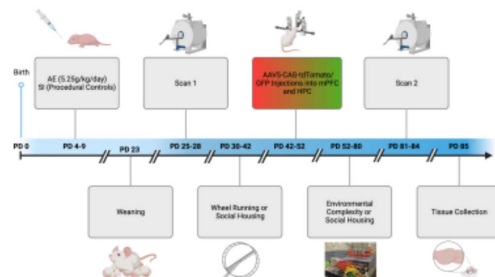 AE (5.25g/kg/day)
SI (Procedural Controls)
Scan 1
AAV5-CAG-tdTomato/
GFP Injections into mPFC
and HPC
Scan 2
Birth
PD 0
PD 4-9
PD 23
PD 25-28
PD 30-42
PD 42-52
PD 52-80
PD 81-84
PD 85
Weaning
Wheel Running or
Social Housing
Environmental
Complexity or
Social Housing
Tissue Collection